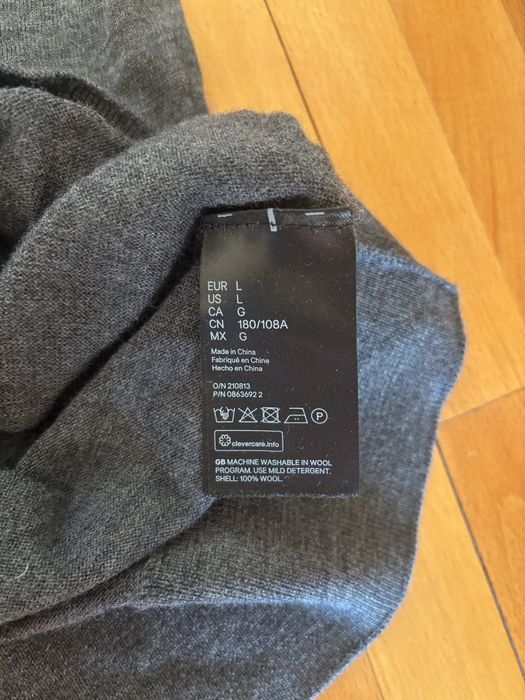 EUR L
US L
CA G
CN 180/108A
MX G
Made in China
Fabriqué en Chine
Hecho en China
O/N 210813
P/N 0863692 2
P
clevercare.info
GB MACHINE WASHABLE IN WOOL
PROGRAM. USE MILD DETERGENT.
SHELL: 100% WOOL.